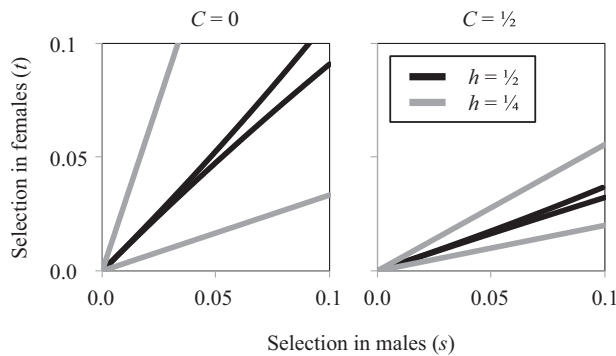 C = 0
C = ½
Selection in females (t)
0.1
0.05
0.0
h = ½
h = ¼
0.0
0.05
0.1
0.0
0.05
0.1
Selection in males (s)